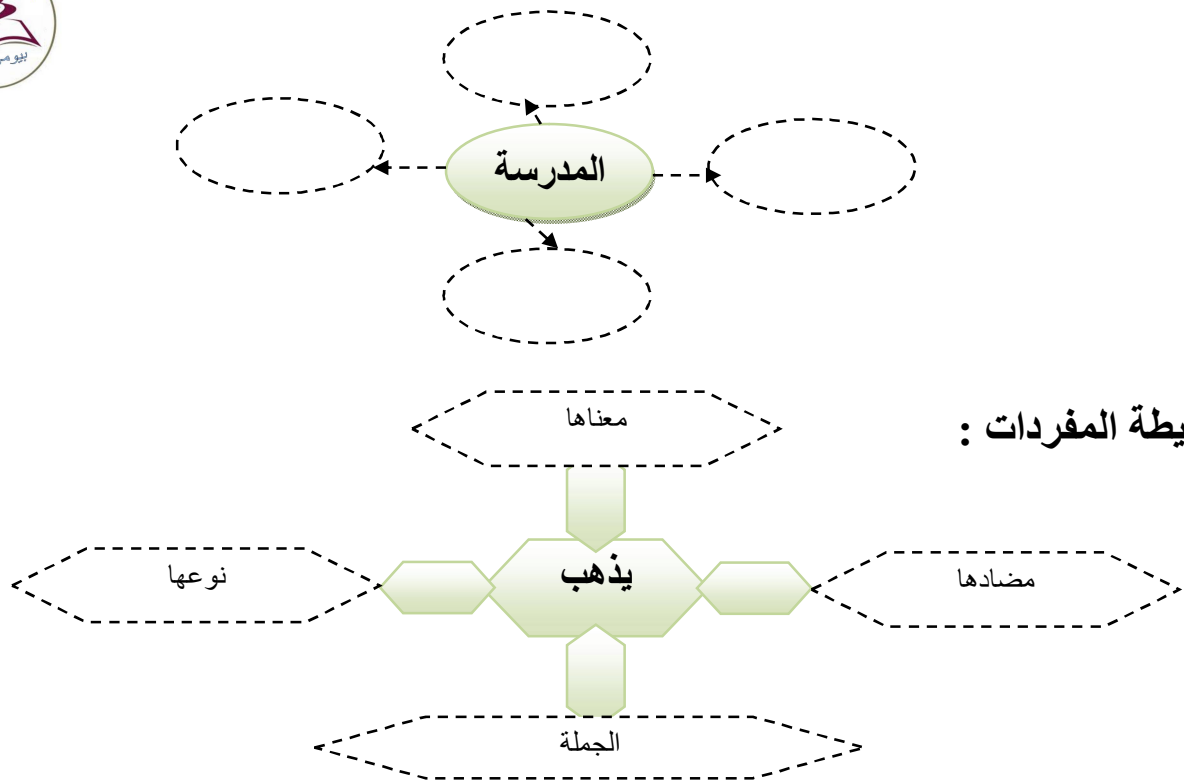 المدرسة
معناها
يطة المفردات :
نوعها
يذهب
مضادها
الجملة